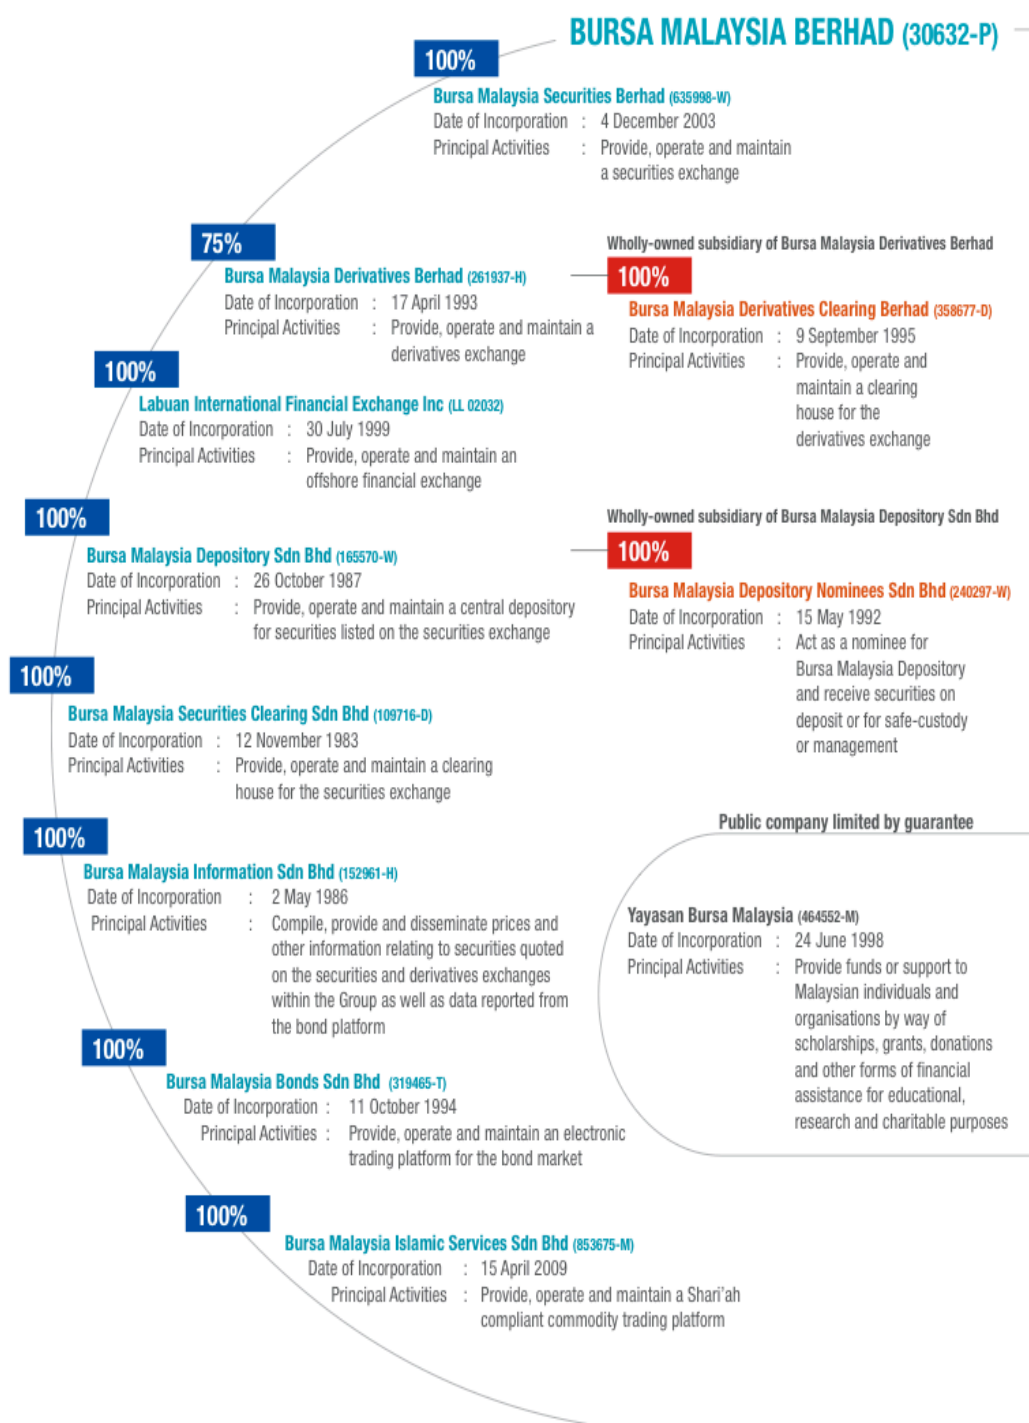 BURSA MALAYSIA BERHAD (30632-P)
100%
Bursa Malaysia Securities Berhad (635998-W)
Date of Incorporation : 4 December 2003
Principal Activities : Provide, operate and maintain
a securities exchange
75%
Bursa Malaysia Derivatives Berhad (261937-H)
Date of Incorporation : 17 April 1993
Principal Activities : Provide, operate and maintain a
derivatives exchange
Wholly-owned subsidiary of Bursa Malaysia Derivatives Berhad
100%
Bursa Malaysia Derivatives Clearing Berhad (358677-D)
Date of Incorporation : 9 September 1995
Principal Activities : Provide, operate and
maintain a clearing
house for the
derivatives exchange
100%
Labuan International Financial Exchange Inc (LL 02032)
Date of Incorporation : 30 July 1999
Principal Activities : Provide, operate and maintain an
offshore financial exchange
100%
Bursa Malaysia Depository Sdn Bhd (165570-W)
Date of Incorporation : 26 October 1987
Principal Activities : Provide, operate and maintain a central depository
for securities listed on the securities exchange
Wholly-owned subsidiary of Bursa Malaysia Depository Sdn Bhd
100%
Bursa Malaysia Depository Nominees Sdn Bhd (240297-W)
Date of Incorporation : 15 May 1992
Principal Activities : Act as a nominee for
Bursa Malaysia Depository
and receive securities on
deposit or for safe-custody
or management
100%
Bursa Malaysia Securities Clearing Sdn Bhd (109716-D)
Date of Incorporation : 12 November 1983
Principal Activities : Provide, operate and maintain a clearing
house for the securities exchange
100%
Bursa Malaysia Information Sdn Bhd (152961-H)
Date of Incorporation : 2 May 1986
Principal Activities : Compile, provide and disseminate prices and
other information relating to securities quoted
on the securities and derivatives exchanges
within the Group as well as data reported from
the bond platform
Public company limited by guarantee
Yayasan Bursa Malaysia (464552-M)
Date of Incorporation : 24 June 1998
Principal Activities : Provide funds or support to
Malaysian individuals and
organisations by way of
scholarships, grants, donations
and other forms of financial
assistance for educational,
research and charitable purposes
100%
Bursa Malaysia Bonds Sdn Bhd (319465-T)
Date of Incorporation : 11 October 1994
Principal Activities : Provide, operate and maintain an electronic
trading platform for the bond market
100%
Bursa Malaysia Islamic Services Sdn Bhd (853675-M)
Date of Incorporation : 15 April 2009
Principal Activities : Provide, operate and maintain a Shari'ah
compliant commodity trading platform